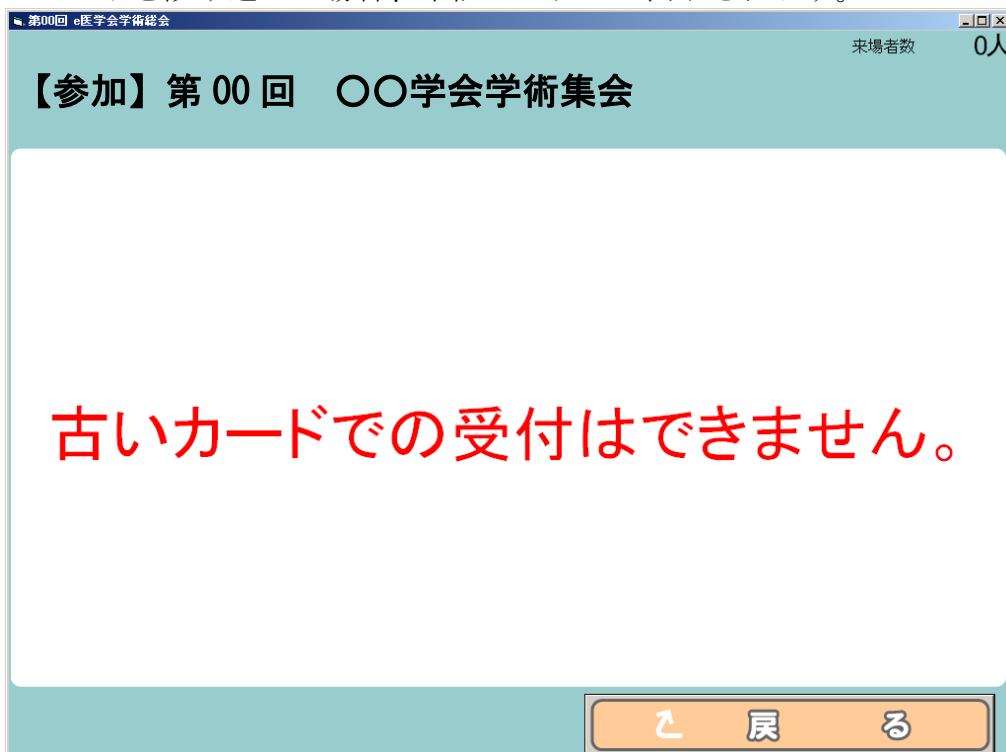 第00回 e医学会学術総会
来場者数 0人
【参加】第 00 回 〇〇学会学術集会
古いカードでの受付はできません。
戻 る